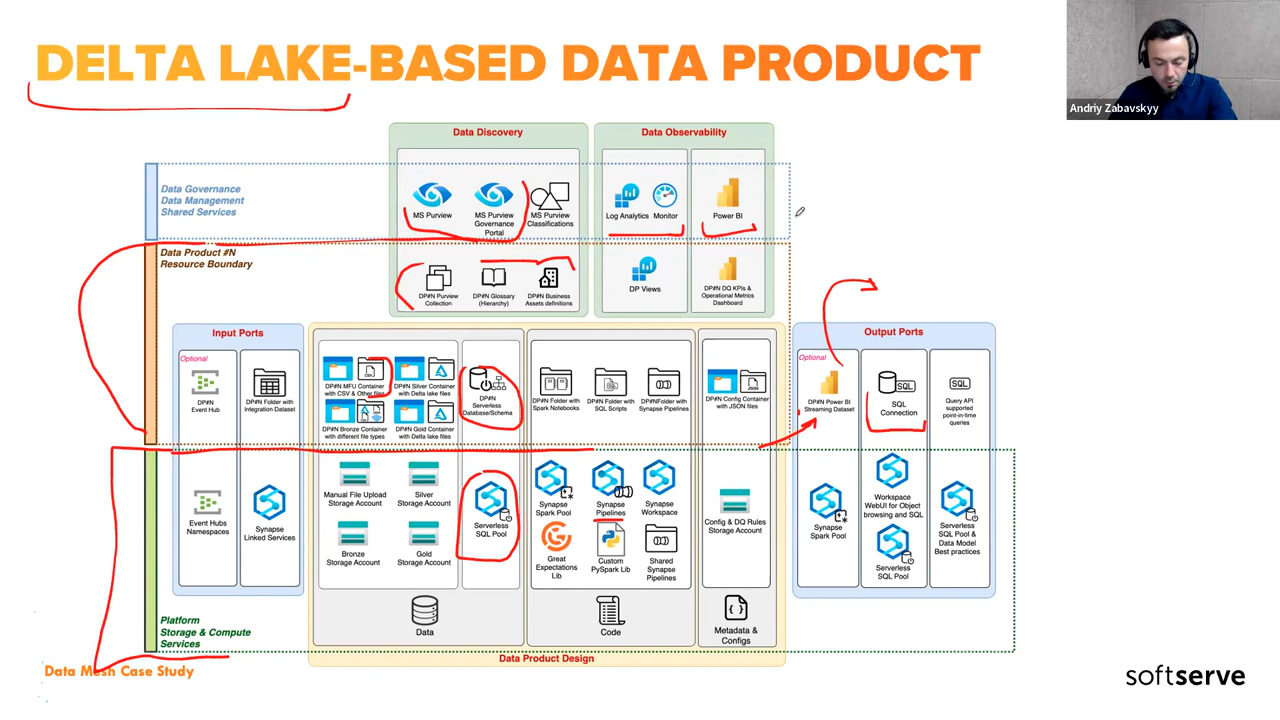 DELTA LAKE-BASED DATA PRODUCT
Andriy Zabavskyy
Data Discovery
Data Observability
Data Governance
Data Management
Shared Services
MS Purview
MS Purview
Governance
Portal
MS Purview
Classifications
Log Analytics
Monitor
Power BI
Data Product #N
Resource Boundary
DP#N Purview
Collection
DP#N Glossary
(Hierarchy)
DP#N Business
Assets definitions
DP Views
DP#N DQ KPIs &
Operational Metrics
Dashboard
Input Ports
Output Ports
Optional
DP#N
Event Hub
DP#N Folder with
Integration Dataset
CSV
DP#N MFU Container
with CSV & Other files
DP#N Silver Container
with Delta lake files
DP#N Bronze Container
with different file types
DP#N Gold Container
with Delta lake files
DP#N
Serverless
Database/Schema
DP#N Folder with
Spark Notebooks
DP#N Folder with
SQL Scripts
DP#N Folder with
Synapse Pipelines
JSON
DP#N Config Container
with JSON files
Optional
DP#N Power BI
Streaming Dataset
SQL
SQL
Connection
SQL
Query API
supported
point-in-time
queries
Event Hubs
Namespaces
Synapse
Linked Services
Manual File Upload
Storage Account
Silver
Storage Account
Bronze
Storage Account
Gold
Storage Account
Serverless
SQL Pool
Synapse
Spark Pool
Synapse
Pipelines
Synapse
Workspace
Great
Expectations
Lib
Custom
PySpark Lib
Shared
Synapse
Pipelines
Config & DQ Rules
Storage Account
Synapse
Spark Pool
Workspace
WebUI for Object
browsing and SQL
Serverless
SQL Pool
Serverless
SQL Pool &
Data Model
Best practices
Platform
Storage & Compute
Services
Data
Code
Metadata &
Configs
Data Product Design
Data Mesh Case Study
softserve